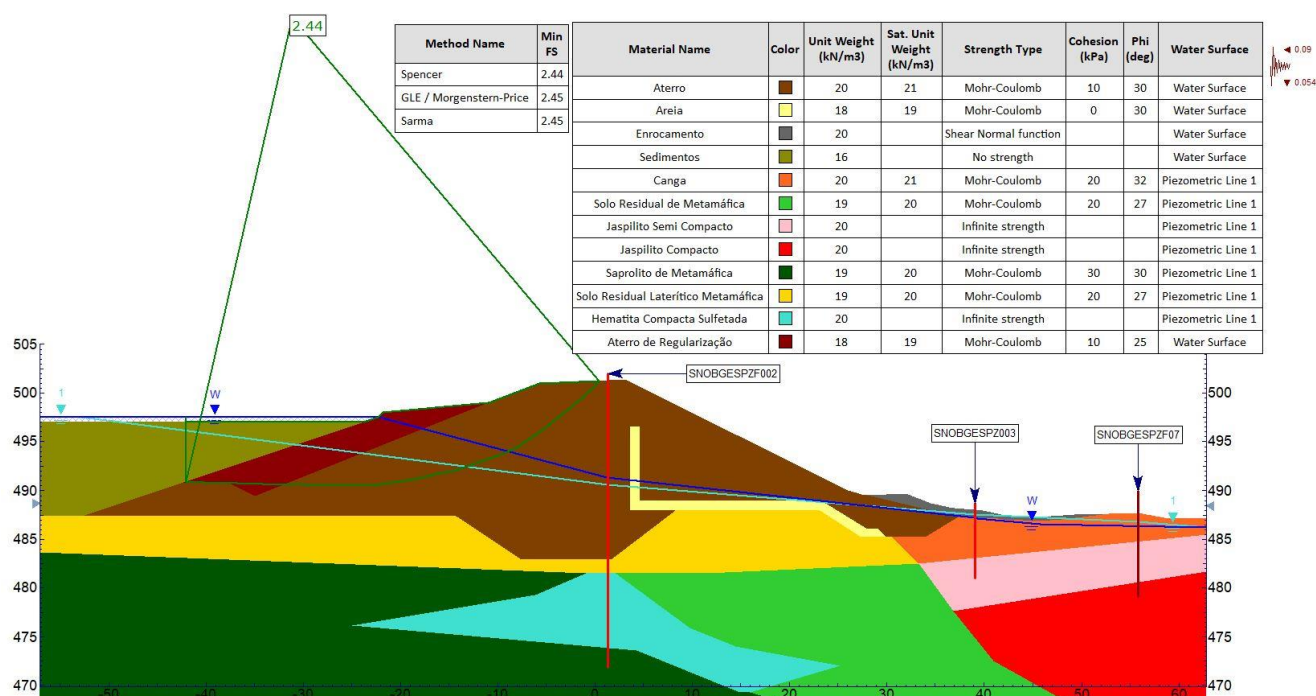 2.44
Method Name Min FS
Spencer 2.44
GLE / Morgenstern-Price 2.45
Sarma 2.45
Material Name Color Unit Weight (kN/m3) Sat. Unit Weight (kN/m3) Strength Type Cohesion (kPa) Phi (deg) Water Surface
Aterro 20 21 Mohr-Coulomb 10 30 Water Surface
Areia 18 19 Mohr-Coulomb 0 30 Water Surface
Enrocamento 20 Shear Normal function Water Surface
Sedimentos 16 No strength Water Surface
Canga 20 21 Mohr-Coulomb 20 32 Piezometric Line 1
Solo Residual de Metamáfica 19 20 Mohr-Coulomb 20 27 Piezometric Line 1
Jaspilito Semi Compacto 20 Infinite strength Piezometric Line 1
Jaspilito Compacto 20 Infinite strength Piezometric Line 1
Saprolito de Metamáfica 19 20 Mohr-Coulomb 30 30 Piezometric Line 1
Solo Residual Laterítico Metamáfica 19 20 Mohr-Coulomb 20 27 Piezometric Line 1
Hematita Compacta Sulfetada 20 Infinite strength Piezometric Line 1
Aterro de Regularização 18 19 Mohr-Coulomb 10 25 Water Surface
0.09
0.054
505
500
495
490
485
480
475
470
1
W
SNOBGESPZF002
SNOBGESPZ003
SNOBGESPZF07
W
1
500
495
490
485
480
475
470
-50 -40 -30 -20 -10 0 10 20 30 40 50 60